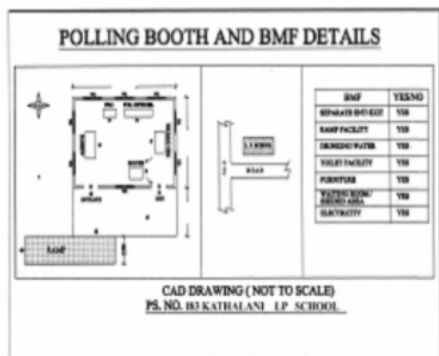 POLLING BOOTH AND BMF DETAILS
BMF YES/NO
SEPARATE END EXIT YES
RAMP FACILITY YES
DRINKING WATER YES
TOILET FACILITY YES
FURNITURE YES
WAITING ROOM/
SHEDED AREA YES
ELECTRICITY YES
ROAD
RAMP
CAD DRAWING ( NOT TO SCALE)
PS. NO. 183 KATHALANI LP SCHOOL